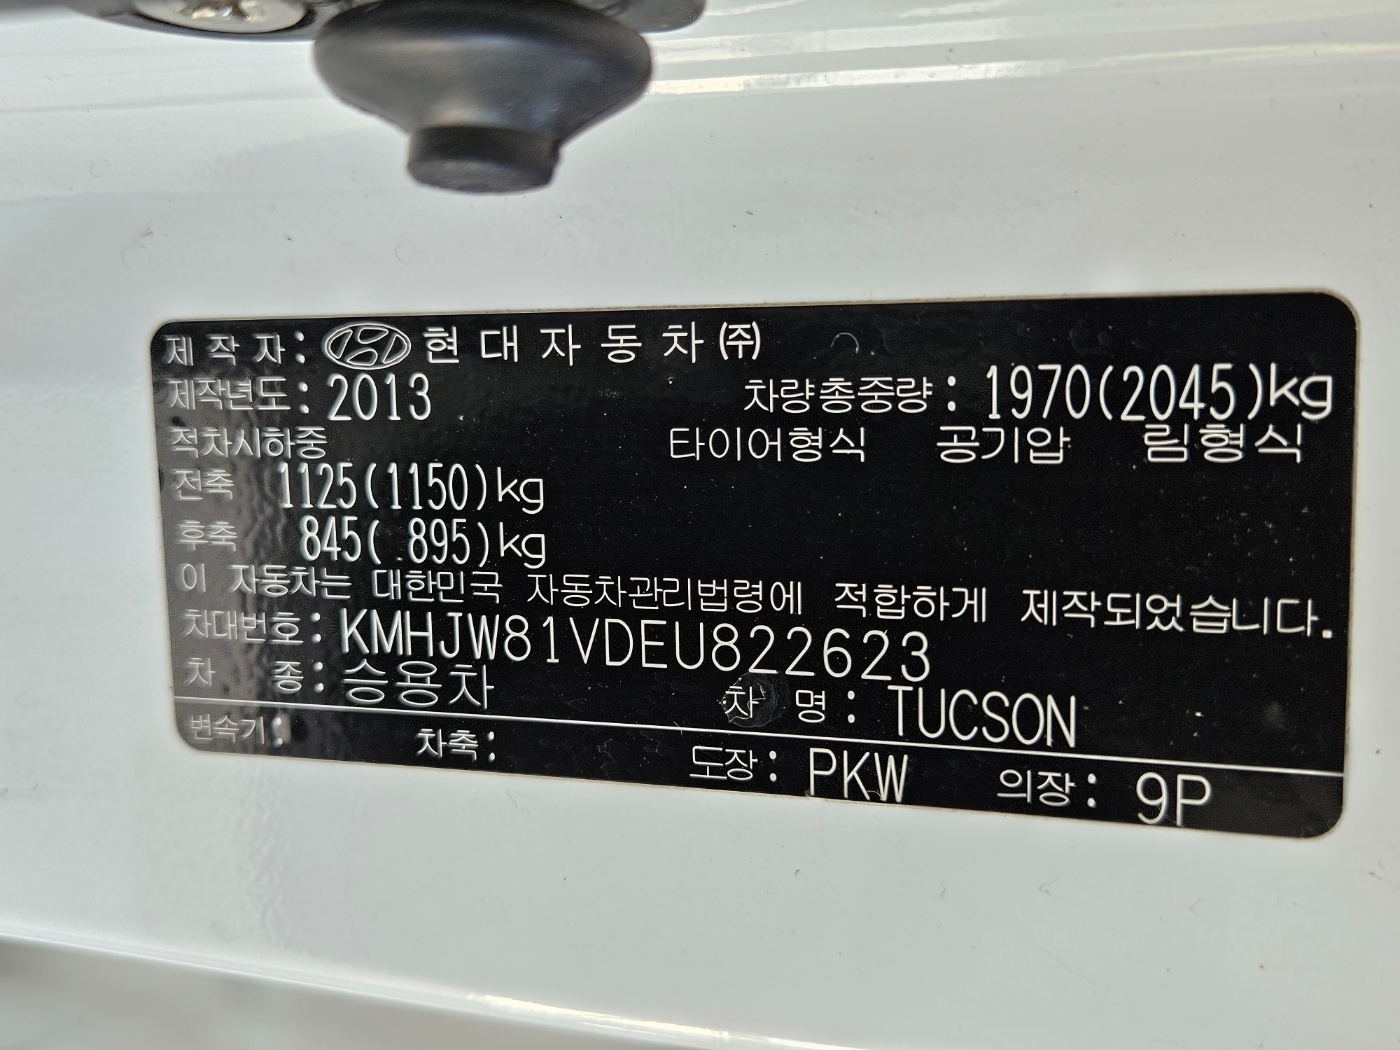 제 작 자 : 현 대 자 동 차 ㈜
제작년도 : 2013 차량총중량 : 1970(2045)kg
적차시하중 타이어형식 공기압 림형식
전축 1125(1150)kg
후축 845( 895)kg
이 자동차는 대한민국 자동차관리법령에 적합하게 제작되었습니다.
차대번호 : KMHJW81VDEU822623
차 종 : 승용차 차 명 : TUCSON
변속기 : 차축 : 도장 : PKW 의장 : 9P